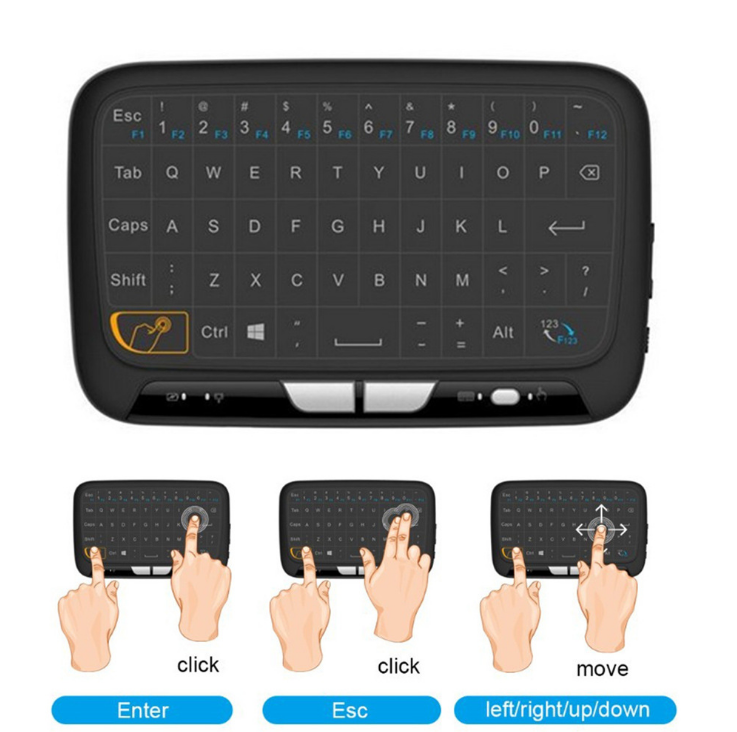 ! @ # $ % ^ & * ( ) ~
Esc F1 1 F2 2 F3 3 F4 4 F5 5 F6 6 F7 7 F8 8 F9 9 F10 0 F11 . F12
Tab Q W E R T Y U I O P
Caps A S D F G H J K L
: < > ?
Shift ; Z X C V B N M , . /
Ctrl “ , – - + = Alt 123 F123
click
click
move
Enter
Esc
left/right/up/down